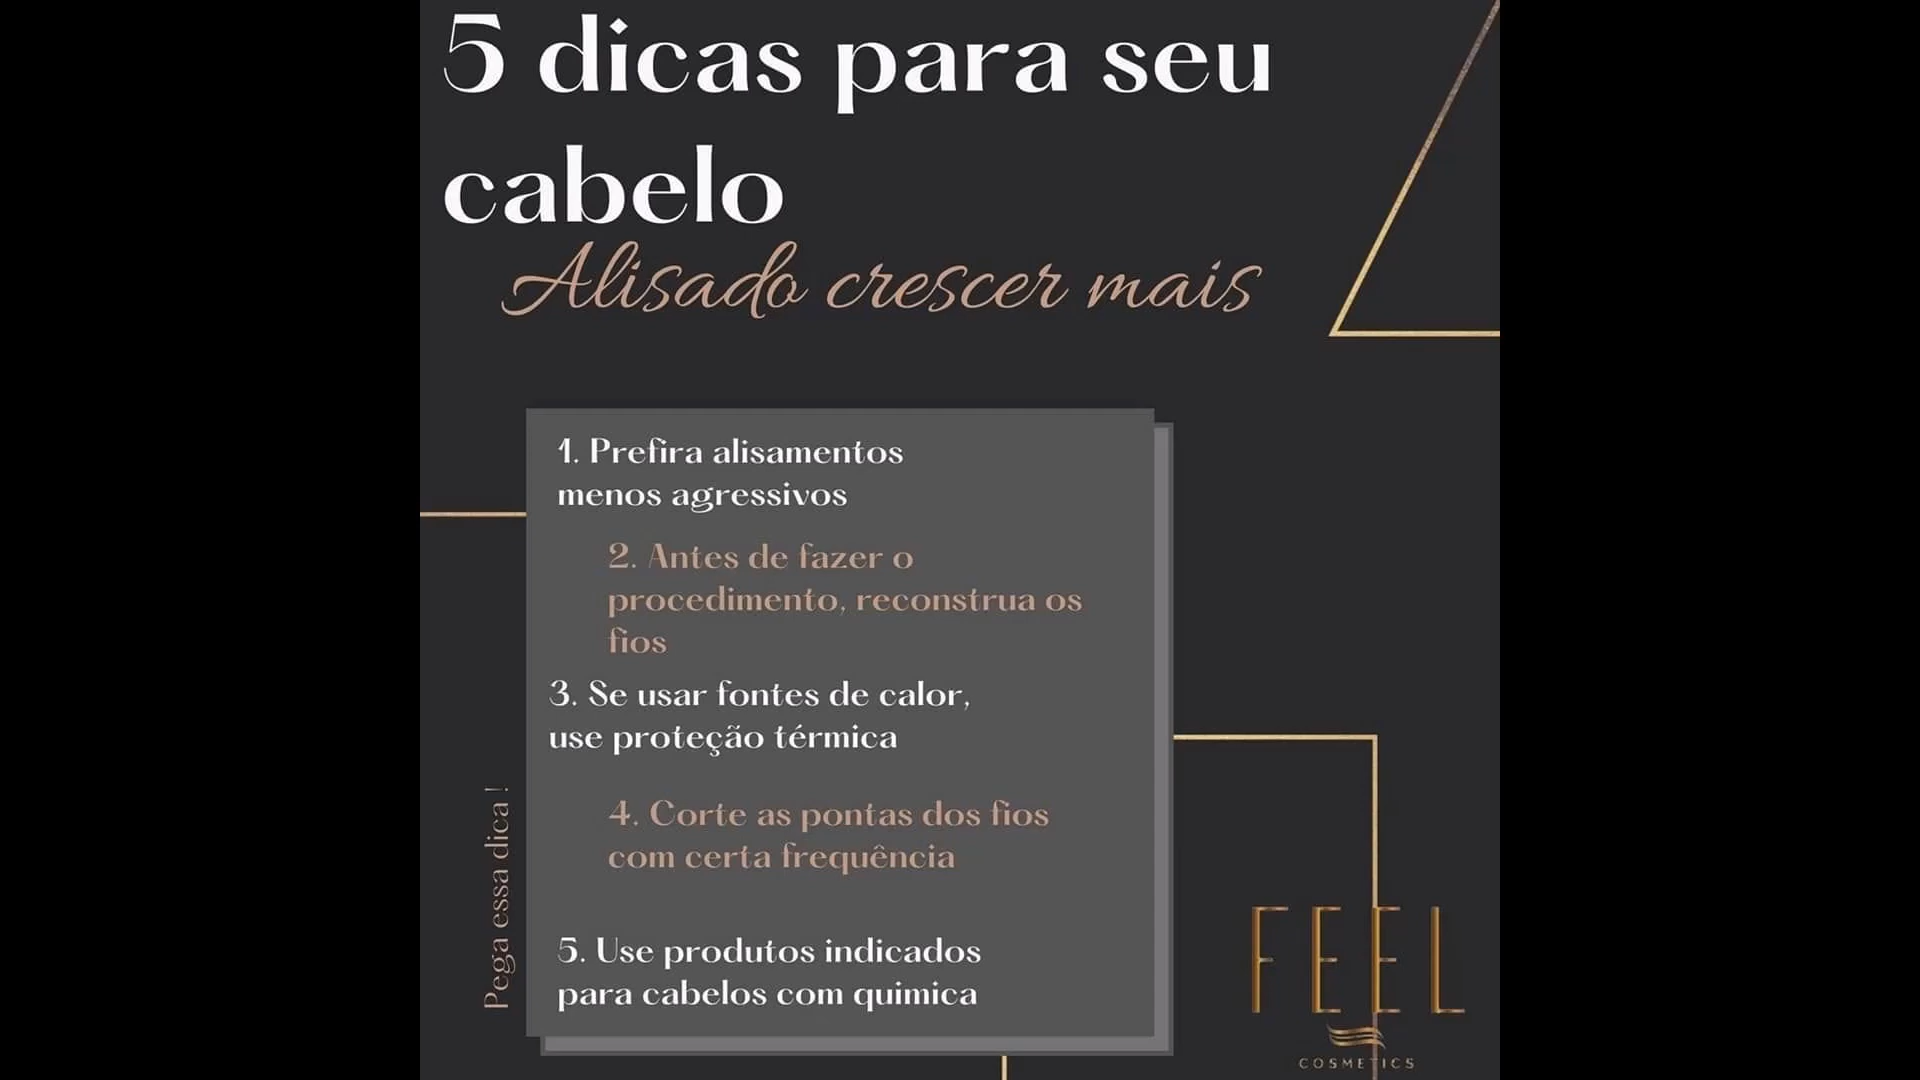 5 dicas para seu
cabelo
Alisado crescer mais
1. Prefira alisamentos
menos agressivos
2. Antes de fazer o
procedimento, reconstrua os
fios
3. Se usar fontes de calor,
use proteção térmica
4. Corte as pontas dos fios
com certa frequência
5. Use produtos indicados
para cabelos com quimica
Pega essa dica !
FEEL
COSMETICS